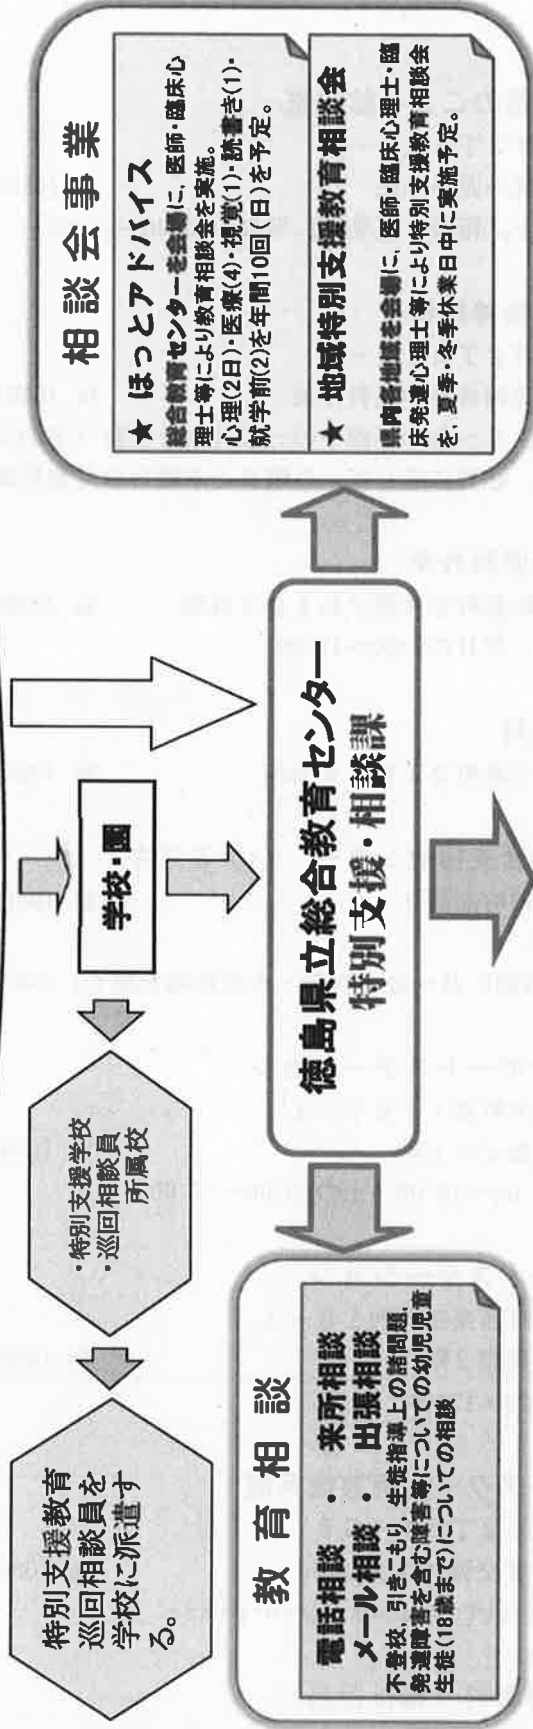 特別支援教育
巡回相談員を
学校に派遣す
る。
・特別支援学校
・巡回相談員
所属校
学校・園
教育相談
電話相談 ・ 来所相談
メール相談 ・ 出張相談
不登校，引きこもり，生徒指導上の諸問題，
発達障害を含む障害等についての幼児児童
生徒(18歳まで)についての相談
徳島県立総合教育センター
特別支援・相談課
相談会事業
★ ほっとアドバイス
総合教育センターを会場に、医師・臨床心
理士等により教育相談会を実施。
心理(2日)・医療(4)・視覚(1)・読書き(1)・
就学前(2)を年間10回(日)を予定。
★ 地域特別支援教育相談会
県内各地域を会場に、医師・臨床心理士・臨
床発達心理士等により特別支援教育相談会
を、夏季・冬季休業日中に実施予定。